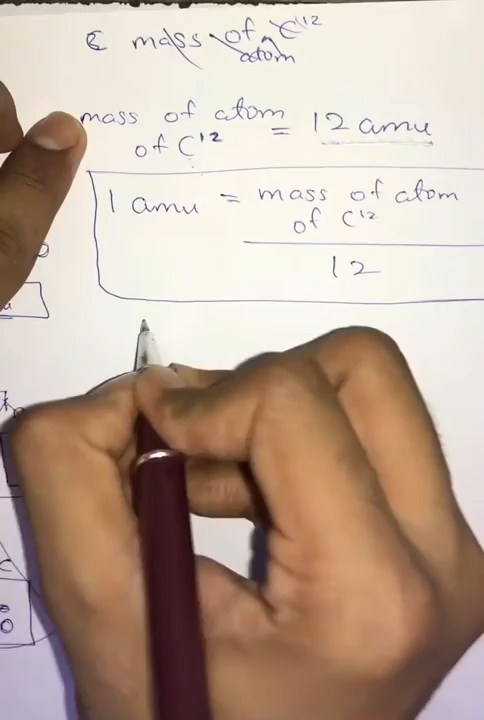 mass of C12
atom
mass of atom
of C12 = 12 amu
1 amu = mass of atom
of C12
12